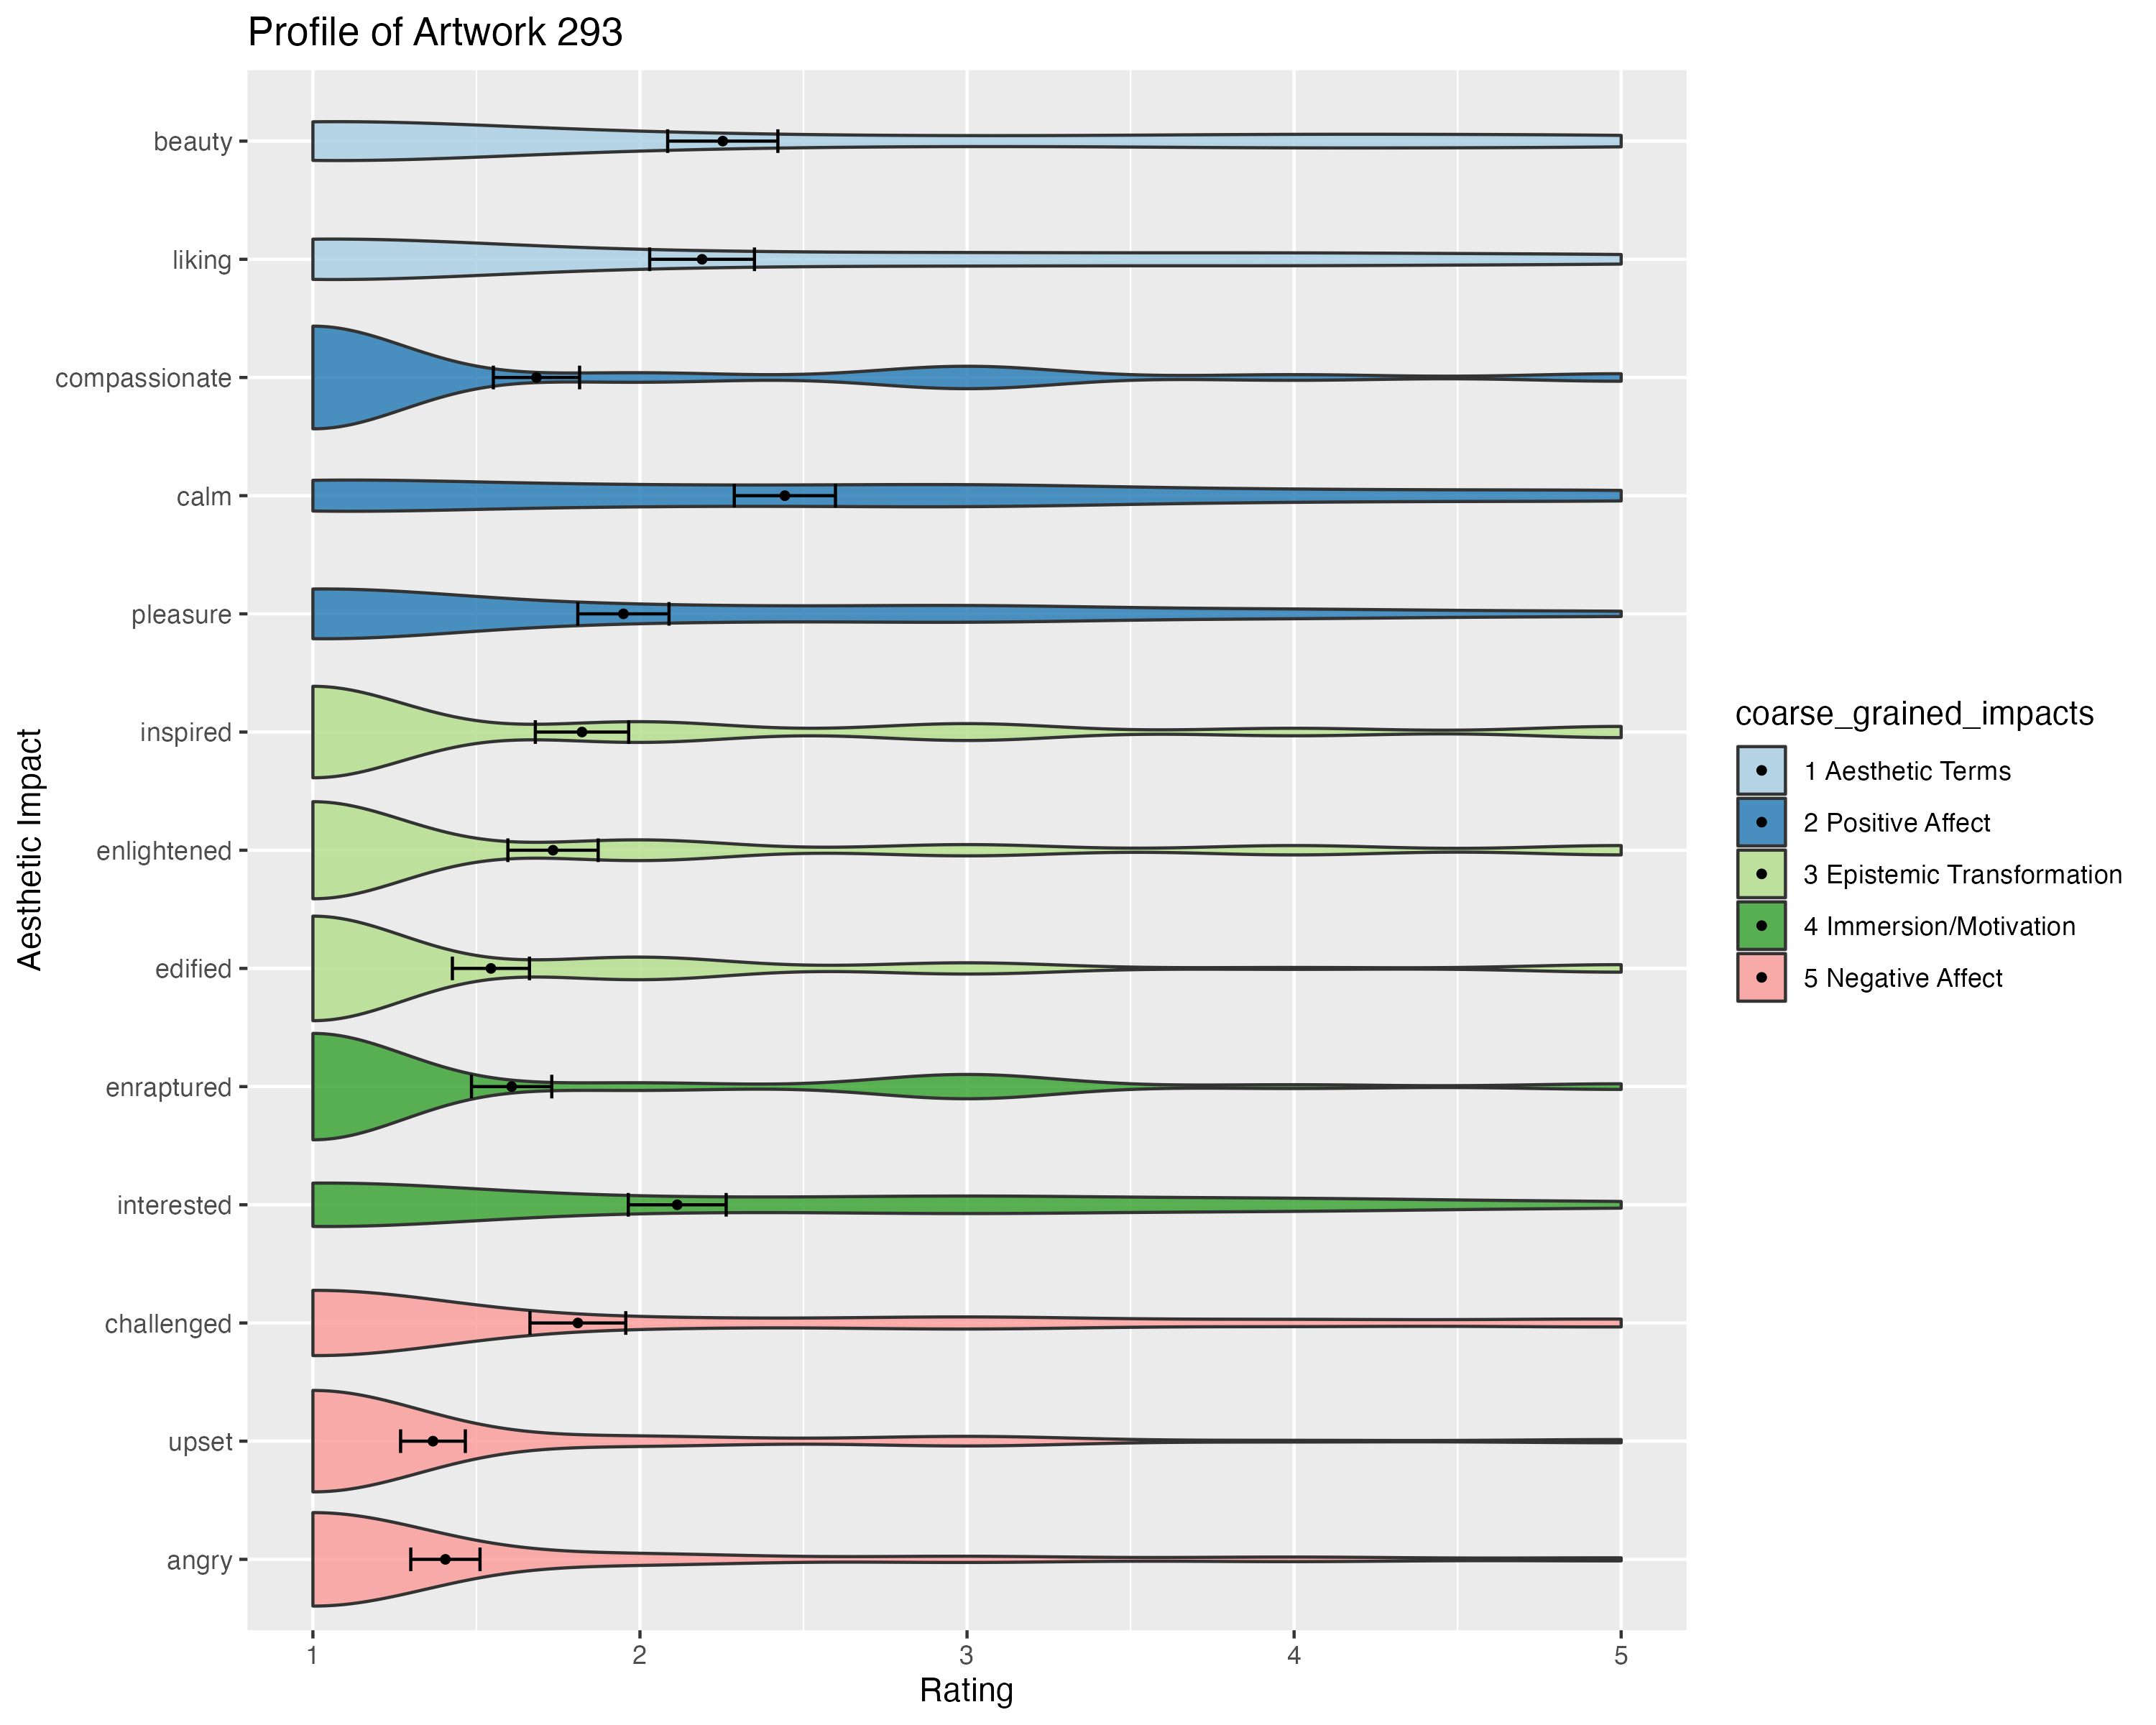 Profile of Artwork 293
Aesthetic Impact
beauty
liking
compassionate
calm
pleasure
inspired
enlightened
edified
enraptured
interested
challenged
upset
angry
1 2 3 4 5
Rating
coarse_grained_impacts
1 Aesthetic Terms
2 Positive Affect
3 Epistemic Transformation
4 Immersion/Motivation
5 Negative Affect